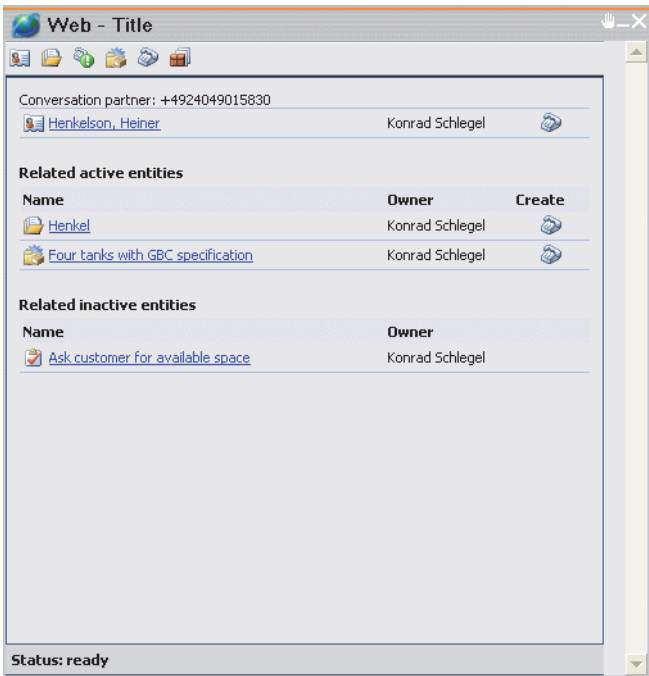 Web - Title
Conversation partner: +4924049015830
Henkelson, Heiner Konrad Schlegel
Related active entities
Name Owner Create
Henkel Konrad Schlegel
Four tanks with GBC specification Konrad Schlegel
Related inactive entities
Name Owner
Ask customer for available space Konrad Schlegel
Status: ready